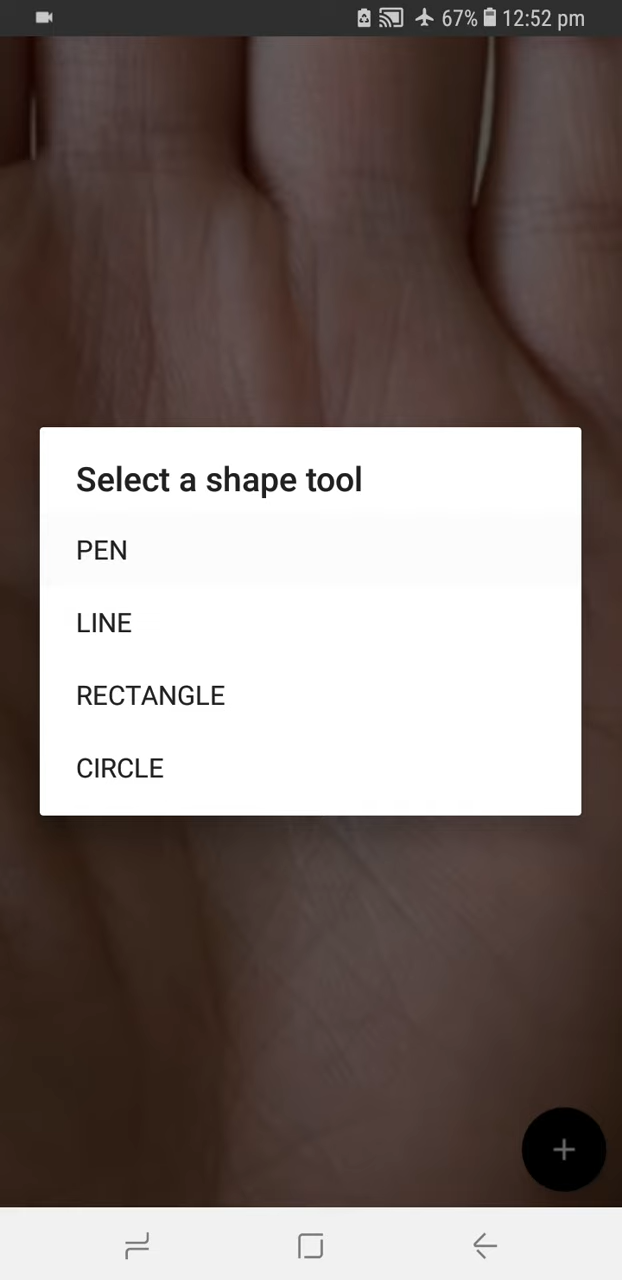 67% 12:52 pm
Select a shape tool
PEN
LINE
RECTANGLE
CIRCLE